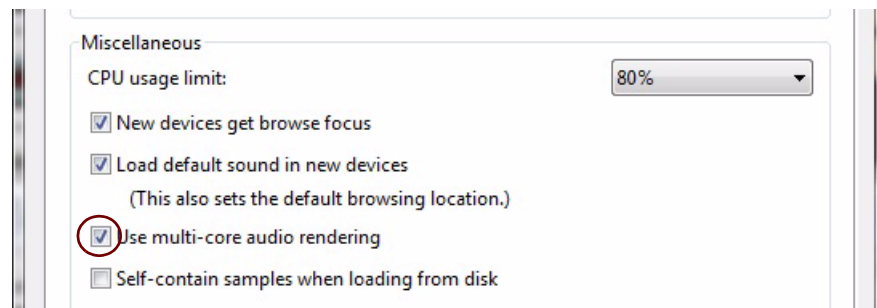 Miscellaneous
CPU usage limit: 80%
New devices get browse focus
Load default sound in new devices
(This also sets the default browsing location.)
Use multi-core audio rendering
Self-contain samples when loading from disk